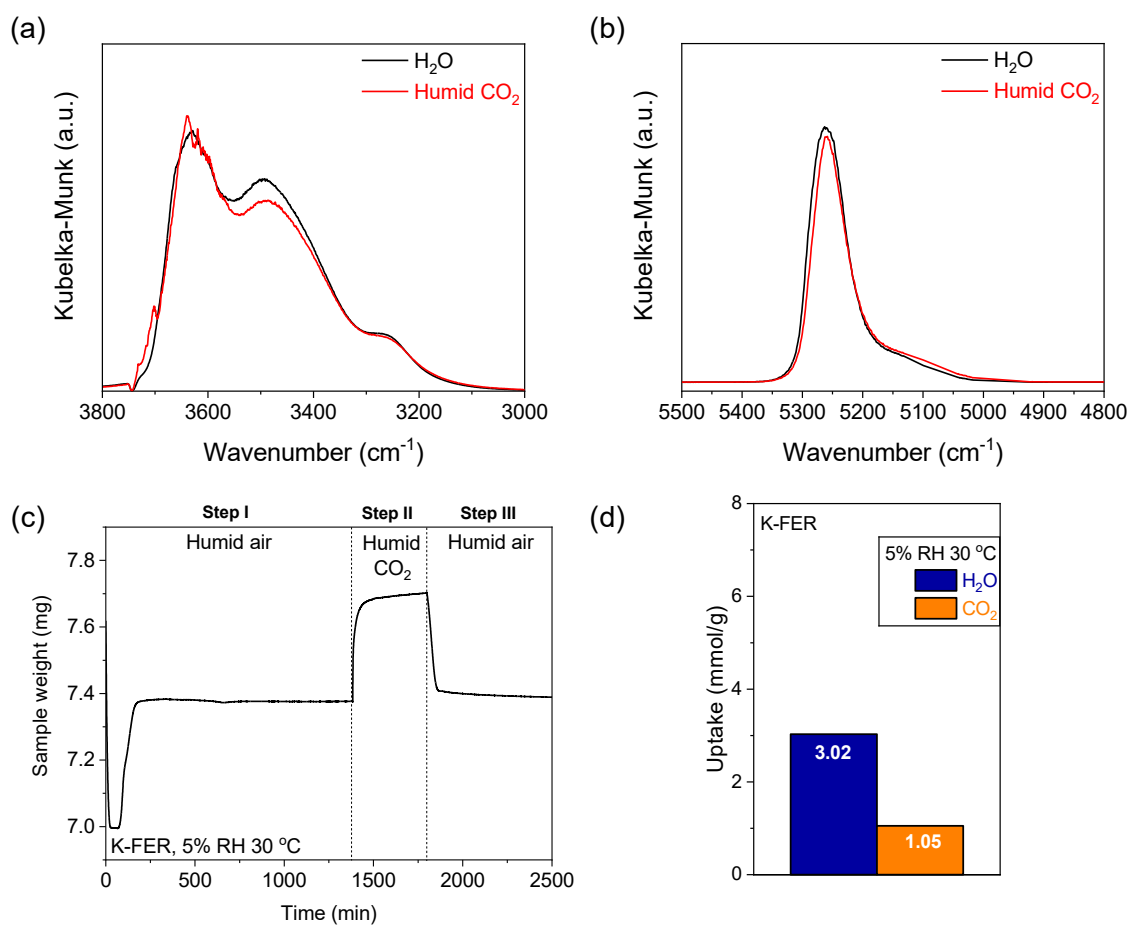 (a)
H₂O
Humid CO₂
Kubelka-Munk (a.u.)
3800 3600 3400 3200 3000
Wavenumber (cm⁻¹)
(b)
H₂O
Humid CO₂
Kubelka-Munk (a.u.)
5500 5400 5300 5200 5100 5000 4900 4800
Wavenumber (cm⁻¹)
(c)
Step I Step II Step III
Humid air Humid CO₂ Humid air
7.8
7.6
7.4
7.2
7.0
Sample weight (mg)
K-FER, 5% RH 30 °C
0 500 1000 1500 2000 2500
Time (min)
(d)
K-FER
5% RH 30 °C
H₂O
CO₂
8
6
4
2
0
Uptake (mmol/g)
3.02
1.05